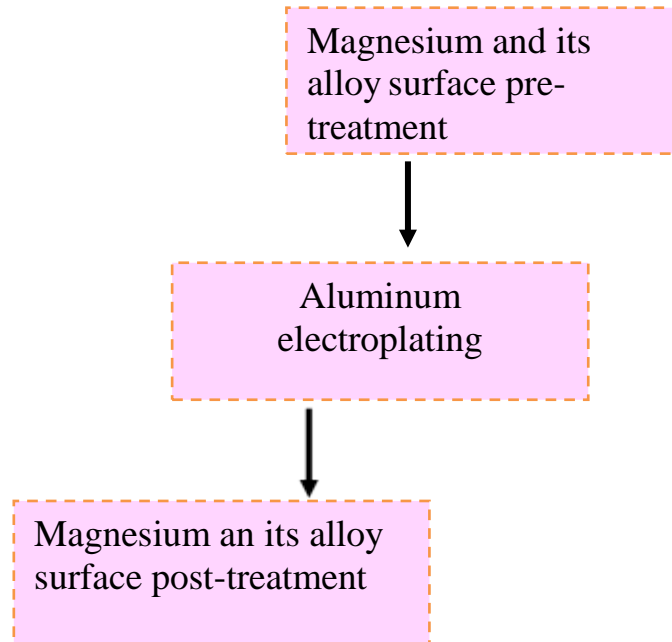 Magnesium and its
alloy surface pre-
treatment
Aluminum
electroplating
Magnesium an its alloy
surface post-treatment